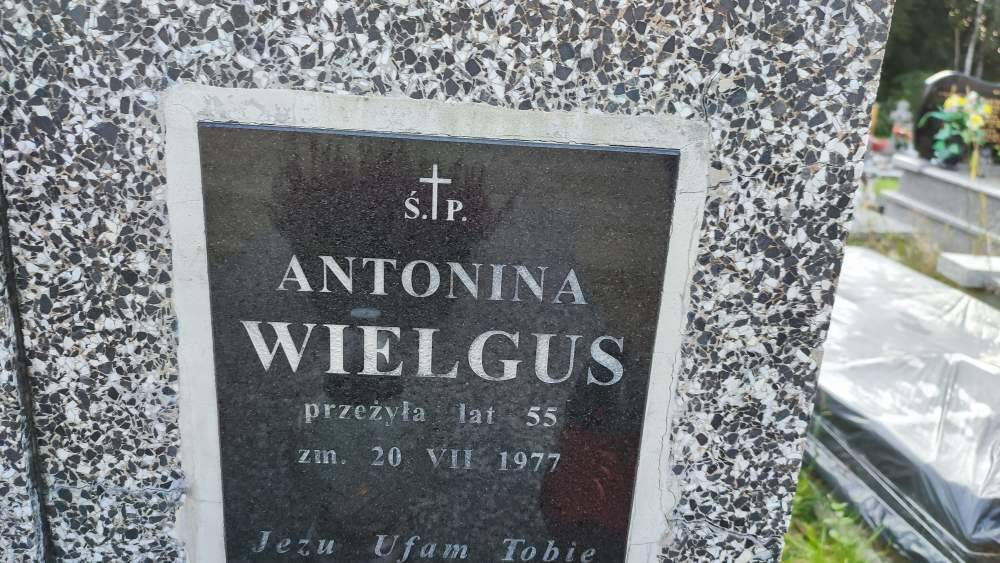 Ś.P.
ANTONINA
WIELGUS
przeżyła lat 55
zm. 20 VII 1977
Jezu Ufam Tobie